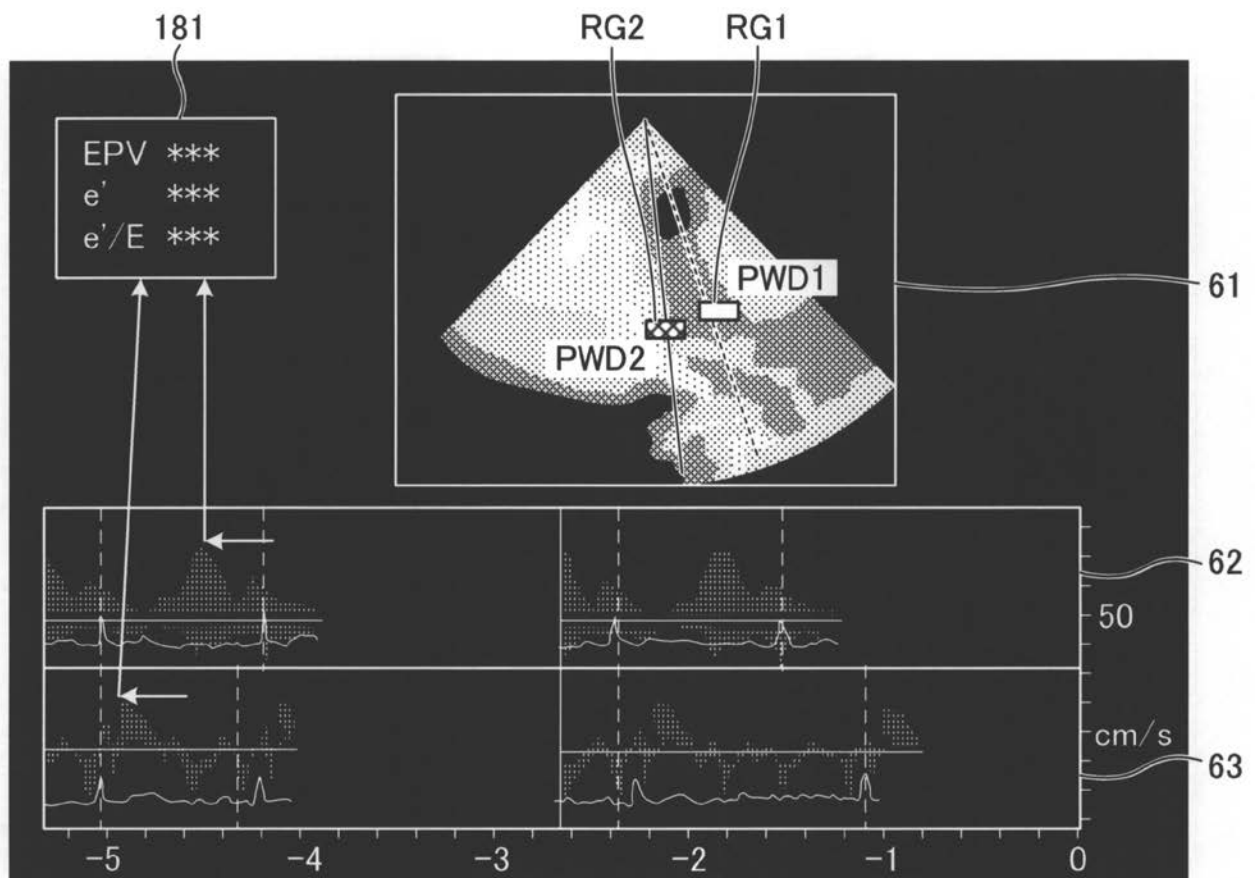 181
RG2
RG1
EPV ***
e' ***
e'/E ***
PWD1
PWD2
61
62
50
cm/s
63
-5
-4
-3
-2
-1
0